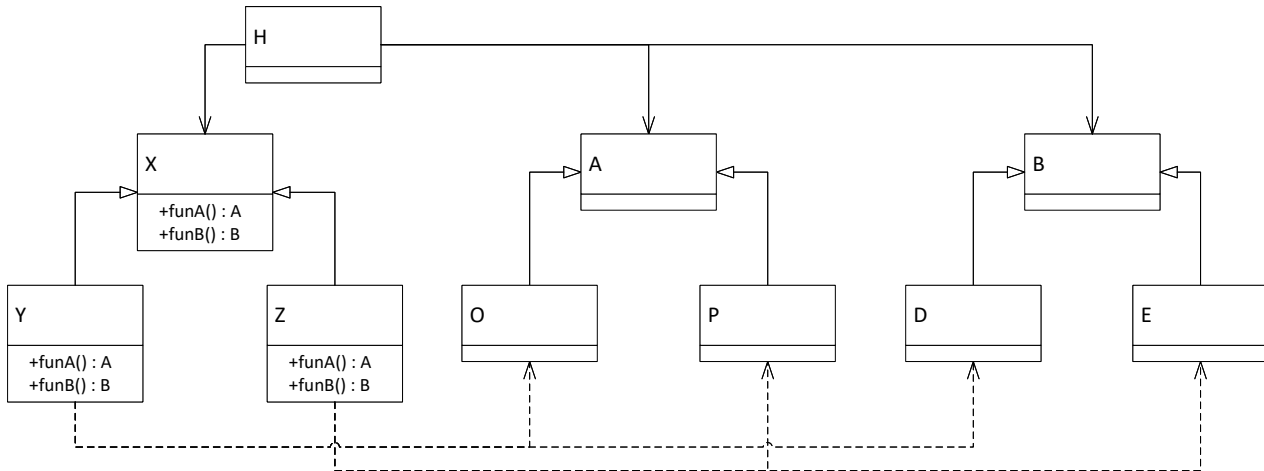 H
X
+funA() : A
+funB() : B
A
B
Y
+funA() : A
+funB() : B
Z
+funA() : A
+funB() : B
O
P
D
E